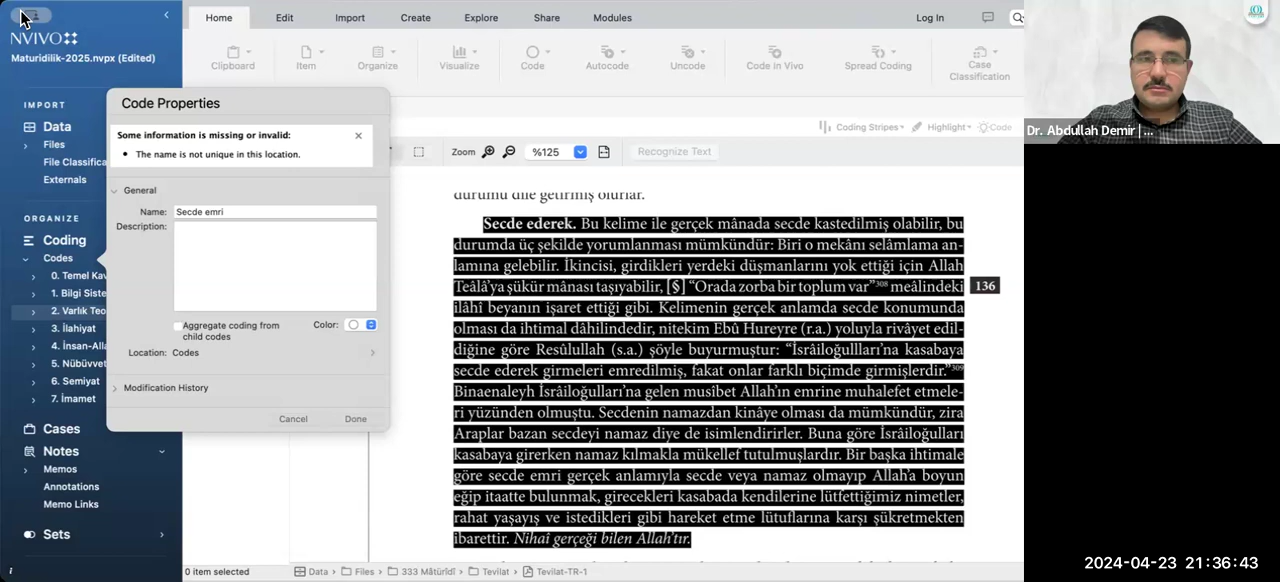 Home Edit Import Create Explore Share Modules Log In
NVIVO
Maturidilik-2025.nvpx (Edited)
Clipboard Item Organize Visualize Code Autocode Uncode Code In Vivo Spread Coding Case Classification
IMPORT
Data
Files
File Classifica
Externals
ORGANIZE
Coding
Codes
0. Temel Kav
1. Bilgi Siste
2. Varlık Teo
3. İlahiyat
4. İnsan-Alla
5. Nübüvvet
6. Semiyat
7. İmamet
Cases
Notes
Memos
Annotations
Memo Links
Sets
Code Properties
Some information is missing or invalid:
• The name is not unique in this location.
General
Name: Secde emri
Description:
Aggregate coding from child codes
Color:
Location: Codes
Modification History
Cancel Done
Coding Stripes Highlight Code
Zoom %125 Recognize Text
durumu dile getirmiş olurlar.
Secde ederek. Bu kelime ile gerçek mânada secde kastedilmiş olabilir, bu
durumda üç şekilde yorumlanması mümkündür: Biri o mekânı selâmlama an-
lamına gelebilir. İkincisi, girdikleri yerdeki düşmanlarını yok ettiği için Allah
Teâlâ’ya şükür mânası taşıyabilir, [§] “Orada zorba bir toplum var”308 meâlindeki
136
ilâhî beyanın işaret ettiği gibi. Kelimenin gerçek anlamda secde konumunda
olması da ihtimal dâhilindedir, nitekim Ebû Hureyre (r.a.) yoluyla rivâyet edil-
diğine göre Resûlullah (s.a.) şöyle buyurmuştur: “İsrâiloğullları’na kasabaya
secde ederek girmeleri emredilmiş, fakat onlar farklı biçimde girmişlerdir.”309
Binaenaleyh İsrâiloğulları’na gelen musîbet Allah’ın emrine muhalefet etmele-
ri yüzünden olmuştu. Secdenin namazdan kinâye olması da mümkündür, zira
Araplar bazan secdeyi namaz diye de isimlendirirler. Buna göre İsrâiloğulları
kasabaya girerken namaz kılmakla mükellef tutulmuşlardır. Bir başka ihtimale
göre secde emri gerçek anlamıyla secde veya namaz olmayıp Allah’a boyun
eğip itaatte bulunmak, girecekleri kasabada kendilerine lütfettiğimiz nimetler,
rahat yaşayış ve istedikleri gibi hareket etme lütuflarına karşı şükretmekten
ibarettir. Nihaî gerçeği bilen Allah’tır.
0 item selected
Data › Files › 333 Mâtürîdî › Tevilat › Tevilat-TR-1
Dr. Abdullah Demir |...
2024-04-23 21:36:43